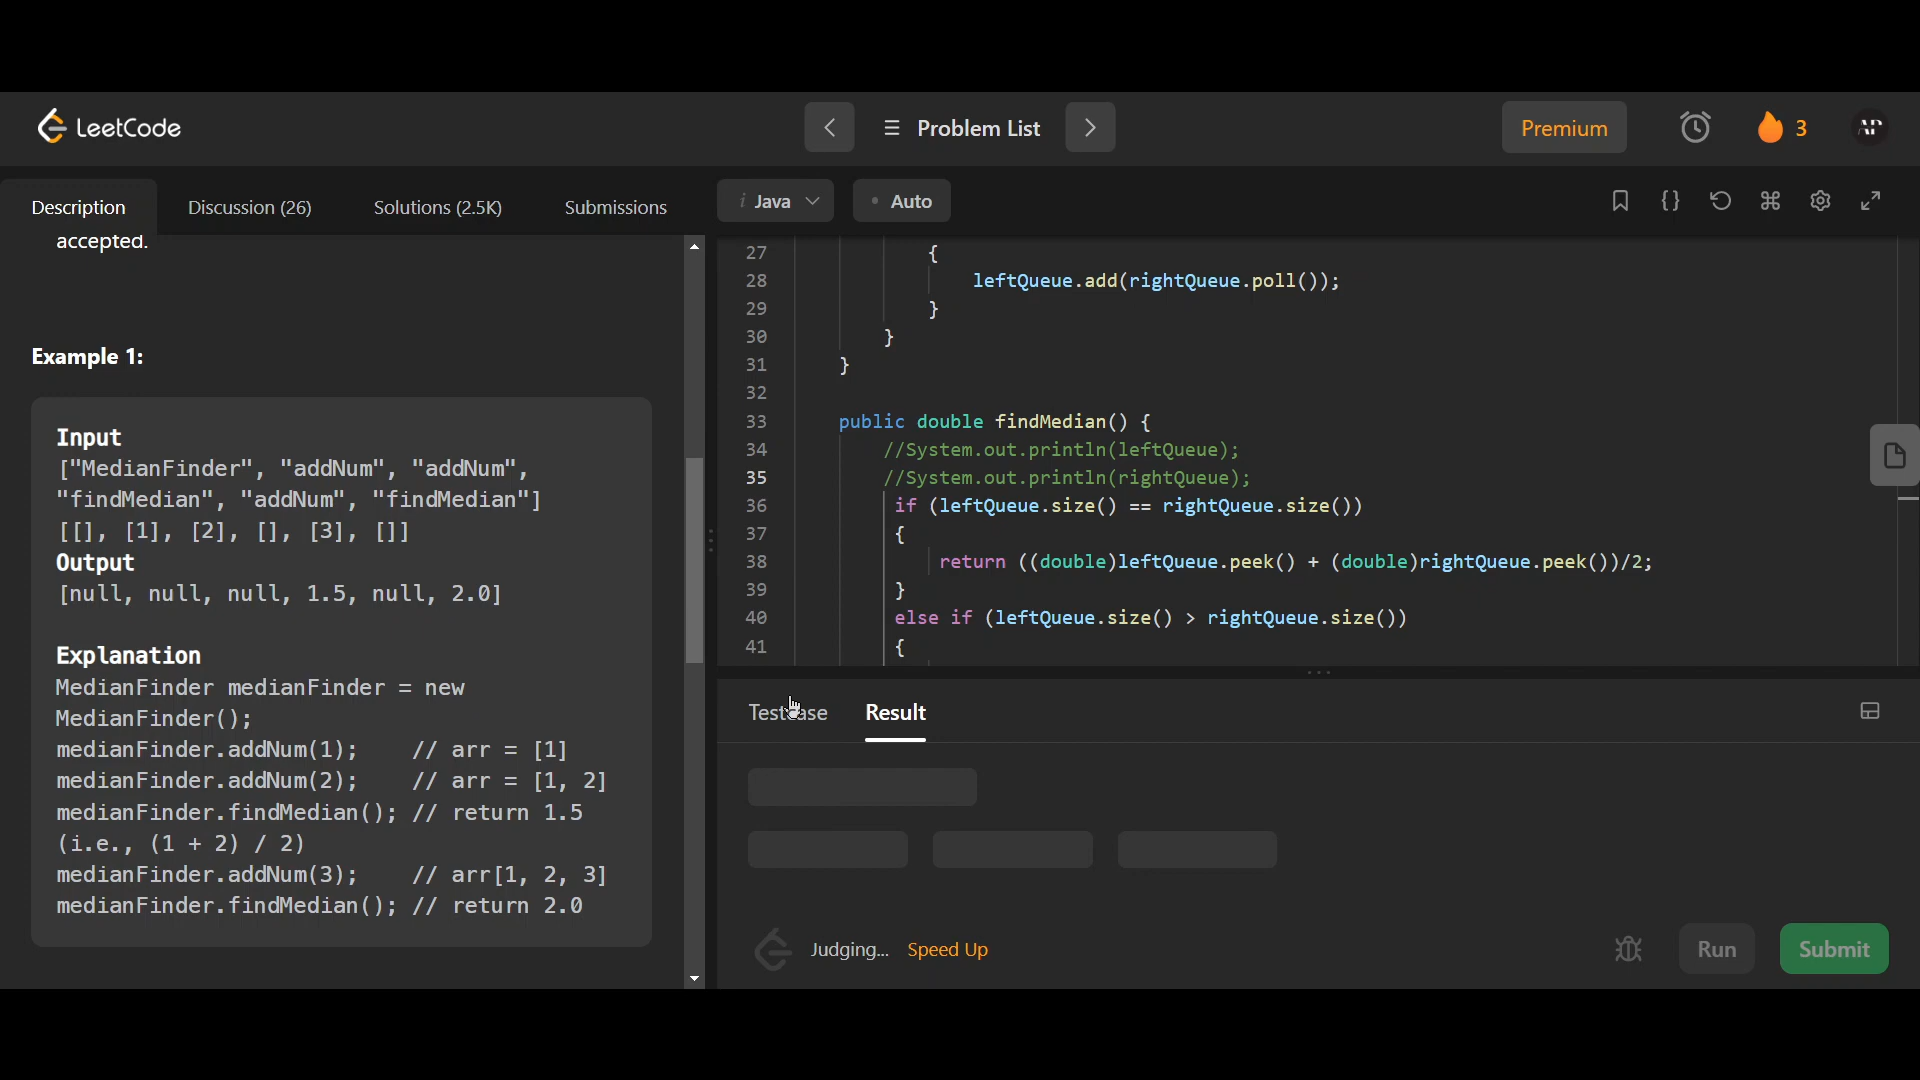 LeetCode
Problem List
Premium
3
Description
Discussion (26)
Solutions (2.5K)
Submissions
i Java
• Auto
accepted.
Example 1:
Input
["MedianFinder", "addNum", "addNum",
"findMedian", "addNum", "findMedian"]
[[], [1], [2], [], [3], []]
Output
[null, null, null, 1.5, null, 2.0]
Explanation
MedianFinder medianFinder = new
MedianFinder();
medianFinder.addNum(1);    // arr = [1]
medianFinder.addNum(2);    // arr = [1, 2]
medianFinder.findMedian(); // return 1.5
(i.e., (1 + 2) / 2)
medianFinder.addNum(3);    // arr[1, 2, 3]
medianFinder.findMedian(); // return 2.0
27 {
28 leftQueue.add(rightQueue.poll());
29 }
30 }
31 }
32
33 public double findMedian() {
34 //System.out.println(leftQueue);
35 //System.out.println(rightQueue);
36 if (leftQueue.size() == rightQueue.size())
37 {
38 return ((double)leftQueue.peek() + (double)rightQueue.peek())/2;
39 }
40 else if (leftQueue.size() > rightQueue.size())
41 {
Testcase
Result
Judging... Speed Up
Run
Submit